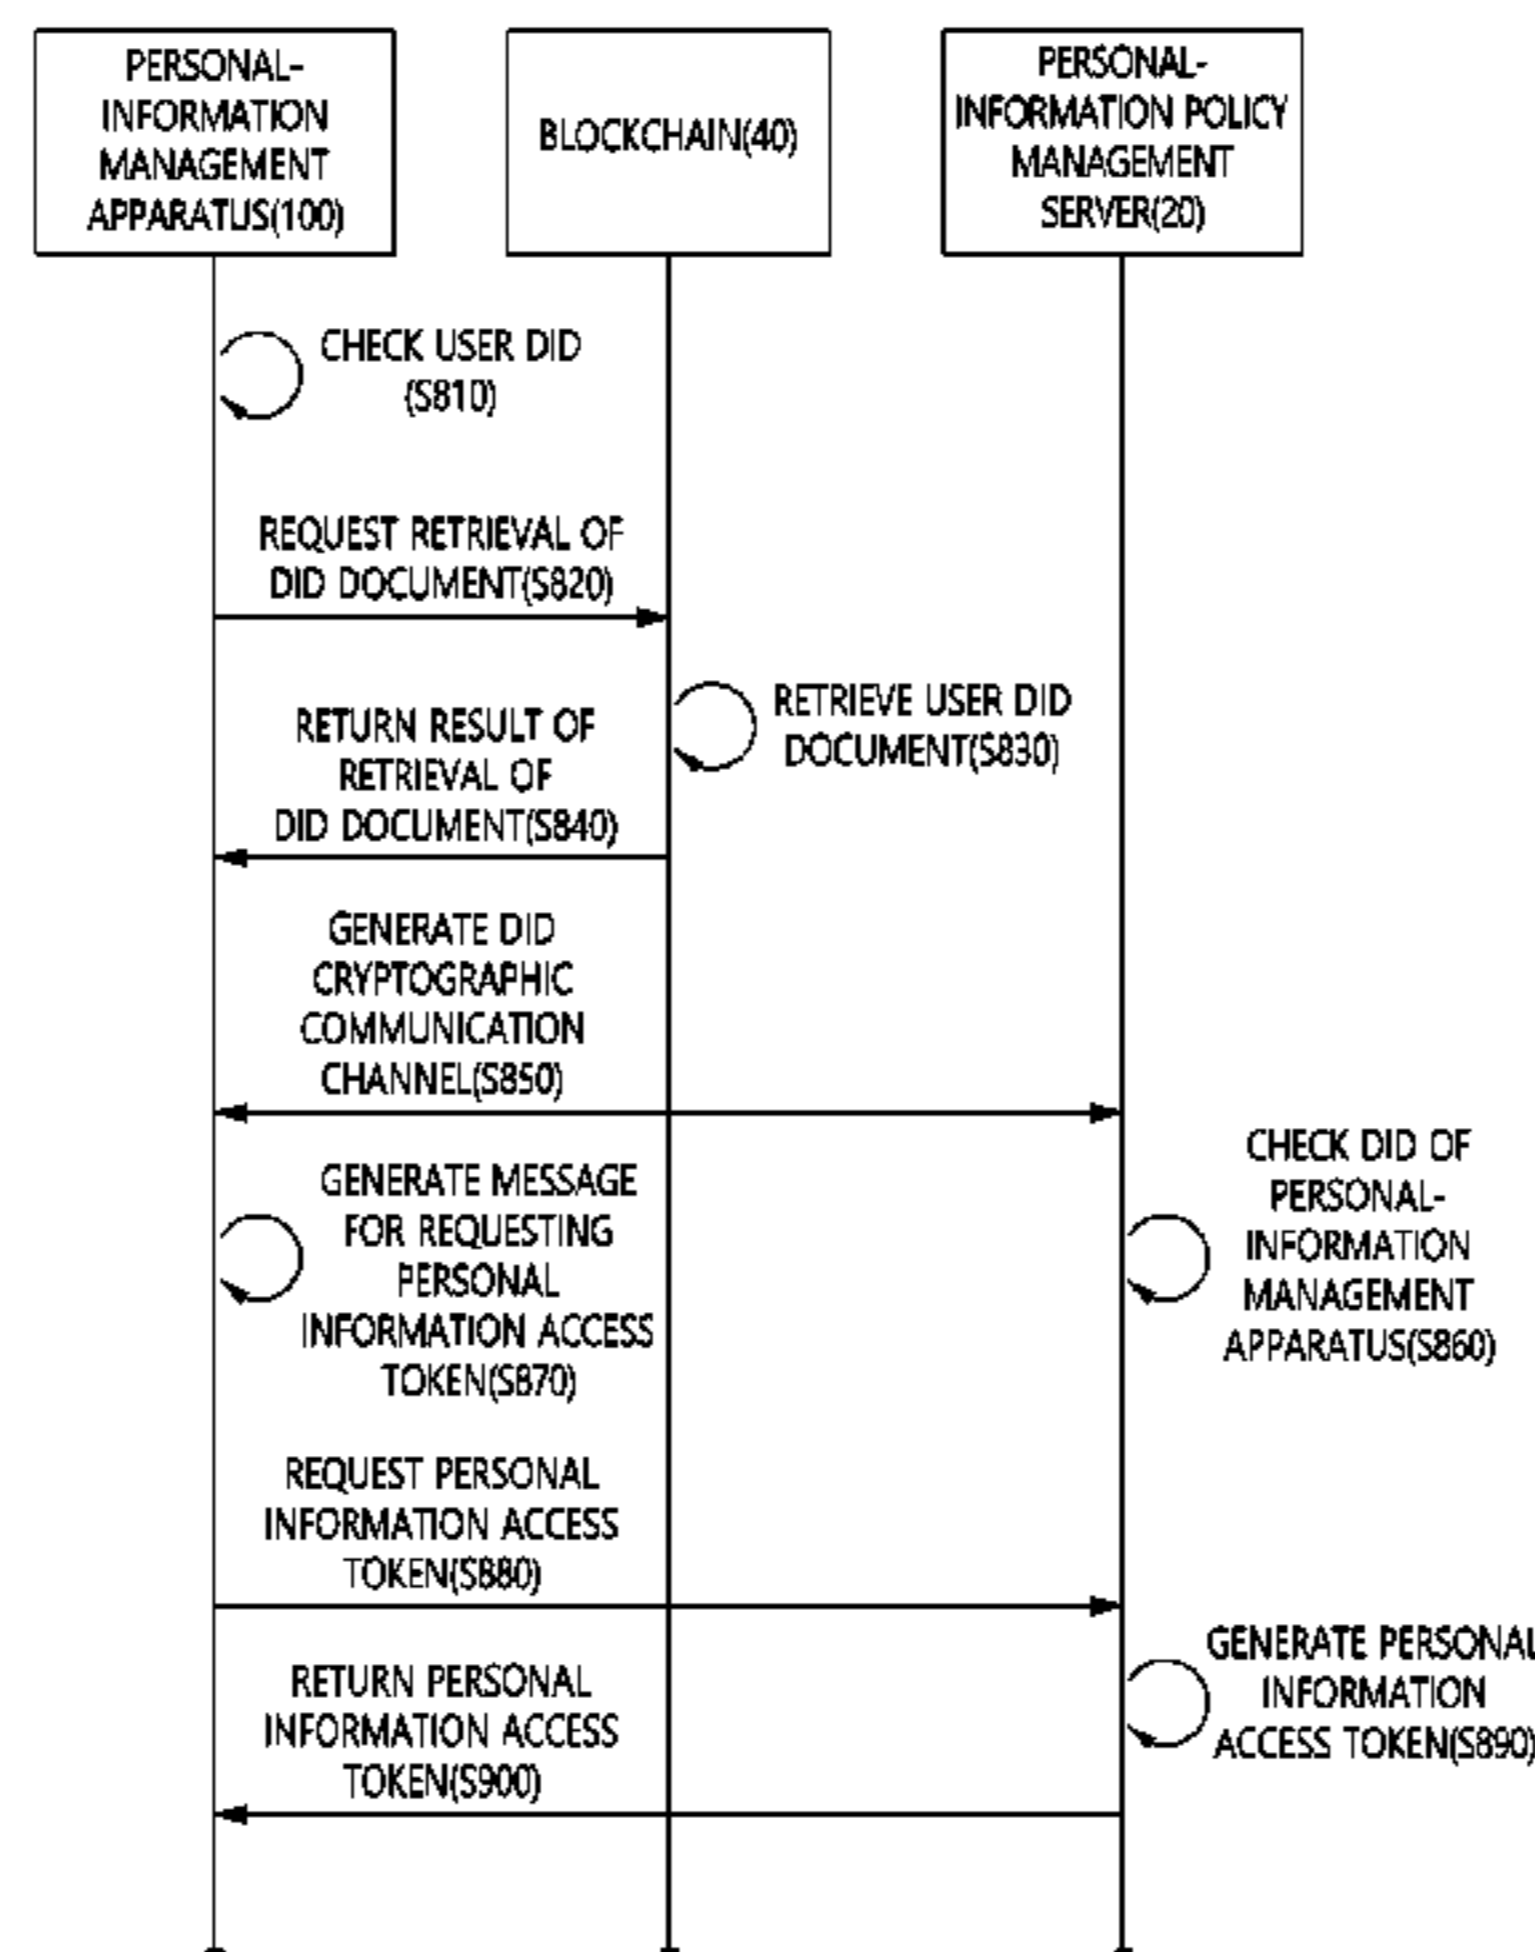 PERSONAL-
INFORMATION
MANAGEMENT
APPARATUS(100)
BLOCKCHAIN(40)
PERSONAL-
INFORMATION POLICY
MANAGEMENT
SERVER(20)
CHECK USER DID
(S810)
REQUEST RETRIEVAL OF
DID DOCUMENT(S820)
RETRIEVE USER DID
DOCUMENT(S830)
RETURN RESULT OF
RETRIEVAL OF
DID DOCUMENT(S840)
GENERATE DID
CRYPTOGRAPHIC
COMMUNICATION
CHANNEL(S850)
CHECK DID OF
PERSONAL-
INFORMATION
MANAGEMENT
APPARATUS(S860)
GENERATE MESSAGE
FOR REQUESTING
PERSONAL
INFORMATION ACCESS
TOKEN(S870)
REQUEST PERSONAL
INFORMATION ACCESS
TOKEN(S880)
GENERATE PERSONAL
INFORMATION
ACCESS TOKEN(S890)
RETURN PERSONAL
INFORMATION ACCESS
TOKEN(S900)